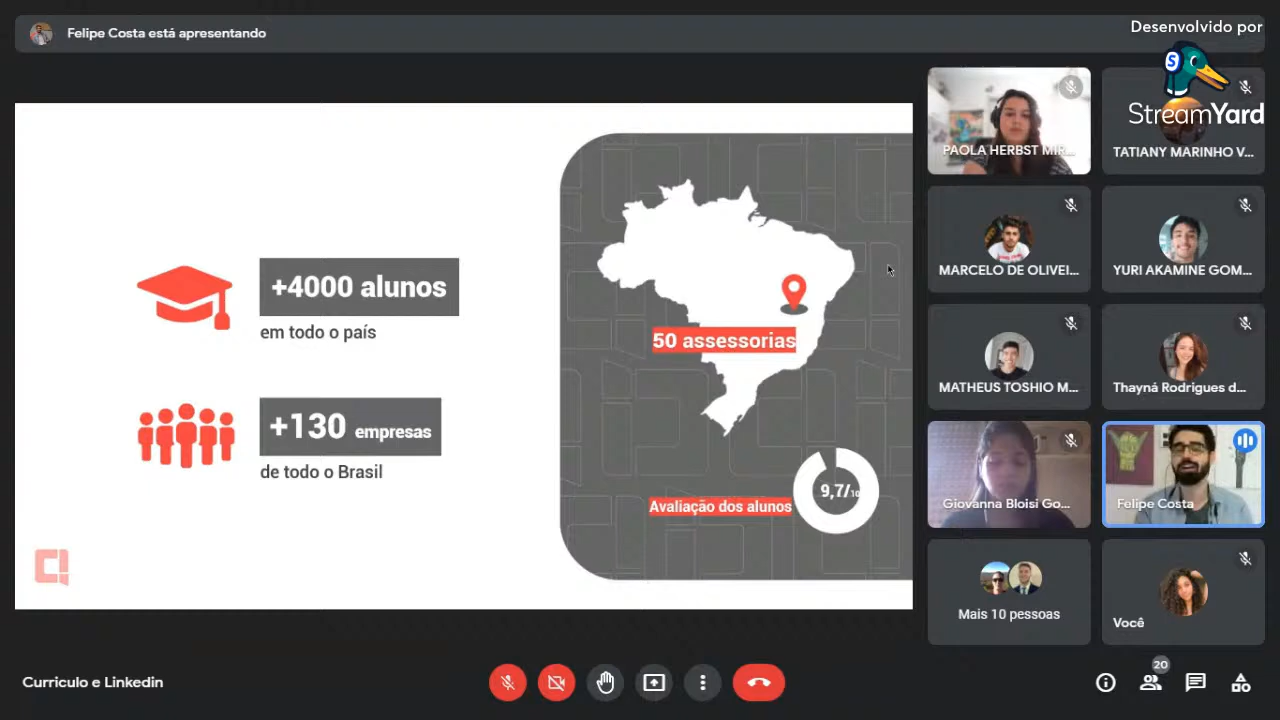 Felipe Costa está apresentando
Desenvolvido por
StreamYard
+4000 alunos
em todo o país
+130 empresas
de todo o Brasil
50 assessorias
Avaliação dos alunos
9,7/10
PAOLA HERBST MIR...
TATIANY MARINHO V...
MARCELO DE OLIVEI...
YURI AKAMINE GOM...
MATHEUS TOSHIO M...
Thayná Rodrigues d...
Giovanna Bloisi Go...
Felipe Costa
Mais 10 pessoas
Você
Curriculo e Linkedin
20